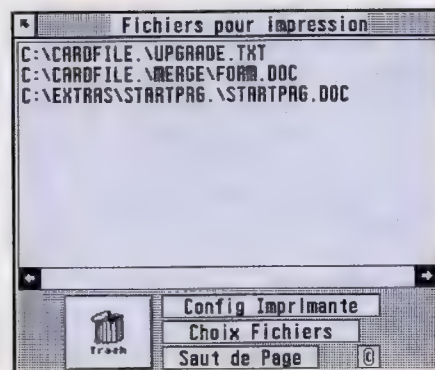 Fichiers pour impression
C:\CARDFILE.\UPGRADE.TXT
C:\CARDFILE.\MERGE\FORM.DOC
C:\EXTRAS\STARTPRG.\STARTPRG.DOC
Config Imprimante
Choix Fichiers
Trash
Saut de Page ©